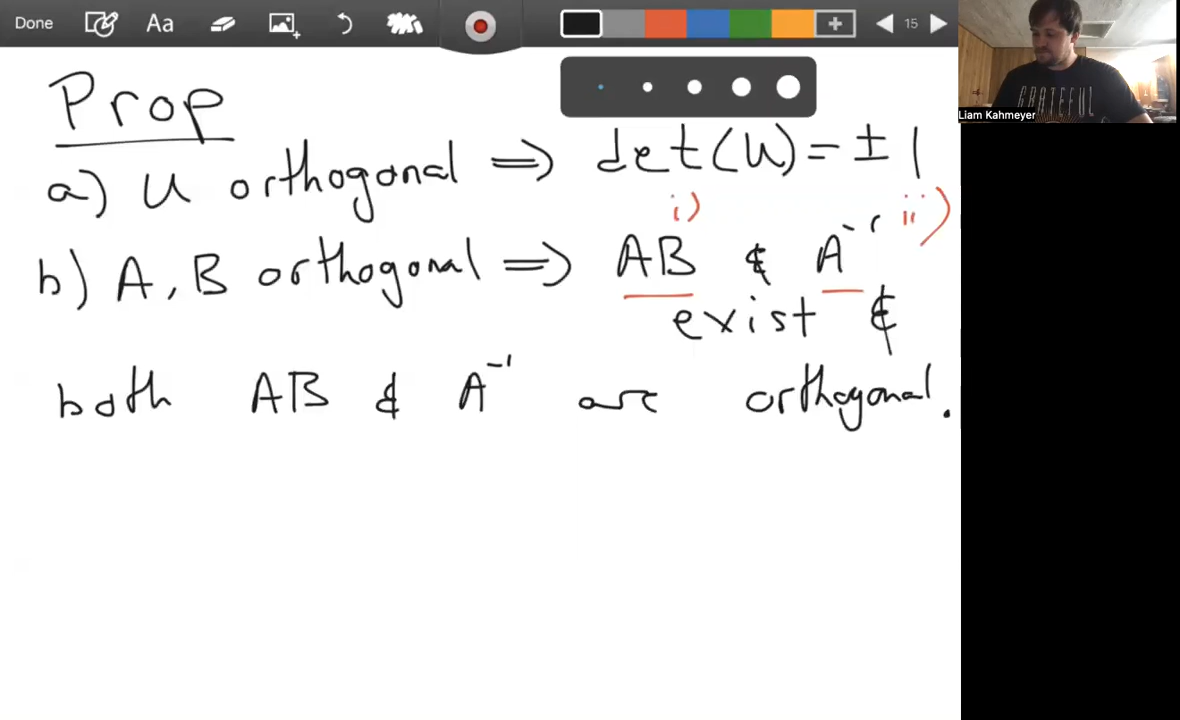 Done Aa 15
GRATEFUL
Liam Kahmeyer
Prop
a) U orthogonal ⟹ det(U) = ± 1
i) ii)
b) A, B orthogonal ⟹ AB & A⁻¹
exist &
both AB & A⁻¹ are orthogonal.